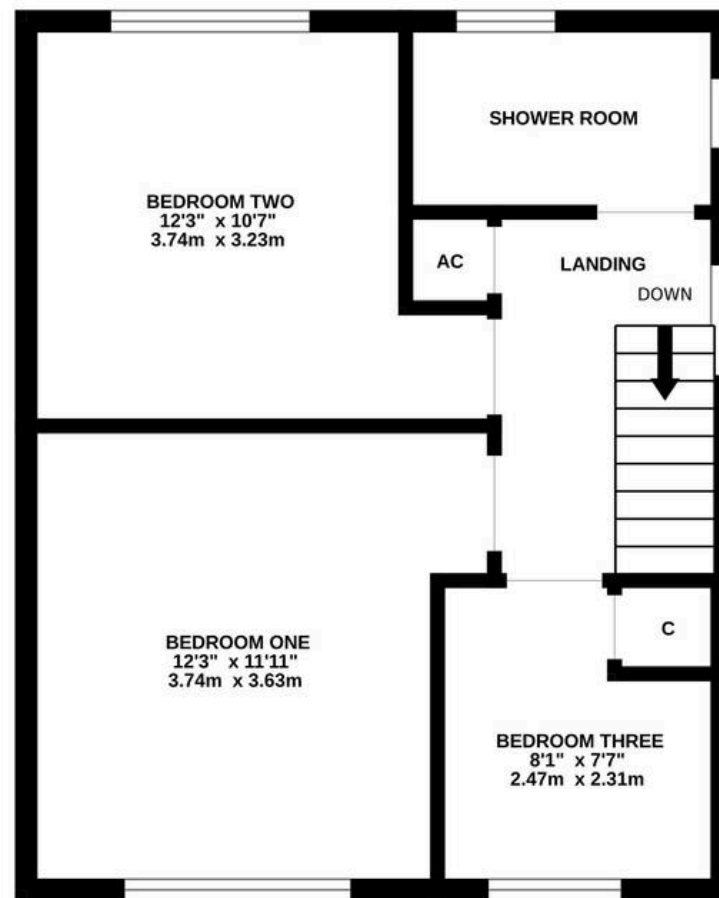 SHOWER ROOM
BEDROOM TWO
12'3" x 10'7"
3.74m x 3.23m
AC
LANDING
DOWN
BEDROOM ONE
12'3" x 11'11"
3.74m x 3.63m
C
BEDROOM THREE
8'1" x 7'7"
2.47m x 2.31m